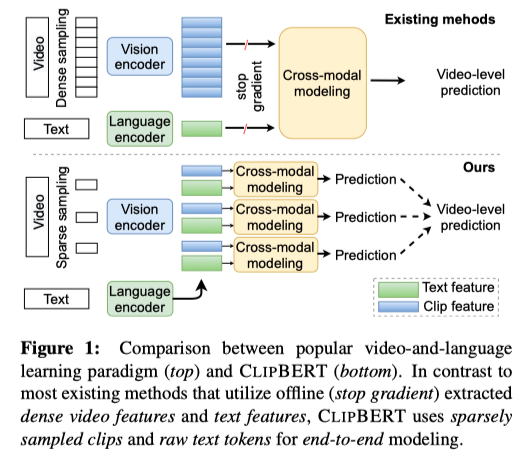 Existing mehods
Video
Dense sampling
Vision
encoder
stop
gradient
Cross-modal
modeling
Video-level
prediction
Text
Language
encoder
Ours
Video
Sparse sampling
Vision
encoder
Cross-modal
modeling
Prediction
Cross-modal
modeling
Prediction
Video-level
prediction
Cross-modal
modeling
Prediction
Text
Language
encoder
Text feature
Clip feature
Figure 1: Comparison between popular video-and-language
learning paradigm (top) and CLIPBERT (bottom). In contrast to
most existing methods that utilize offline (stop gradient) extracted
dense video features and text features, CLIPBERT uses sparsely
sampled clips and raw text tokens for end-to-end modeling.